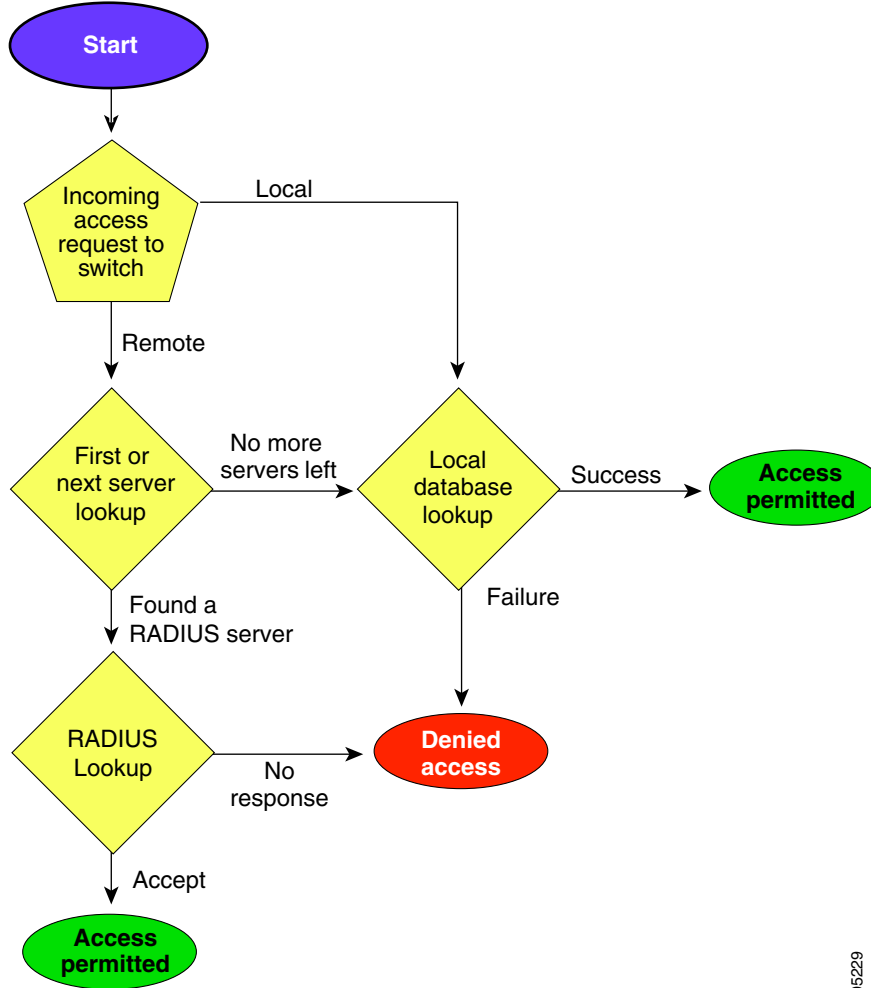 Start
Incoming
access
request to
switch
Local
Remote
First or
next server
lookup
No more
servers left
Local
database
lookup
Success
Access
permitted
Found a
RADIUS server
Failure
RADIUS
Lookup
No
response
Denied
access
Accept
Access
permitted